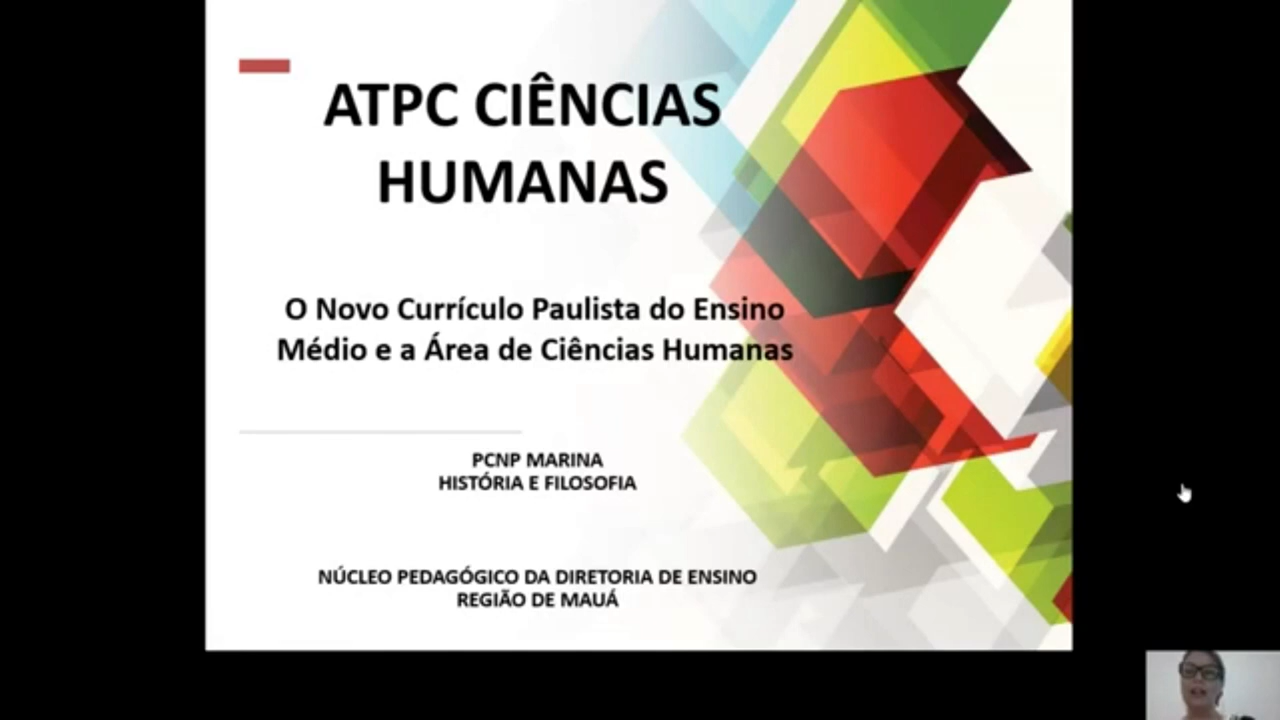 ATPC CIÊNCIAS
HUMANAS
O Novo Currículo Paulista do Ensino
Médio e a Área de Ciências Humanas
PCNP MARINA
HISTÓRIA E FILOSOFIA
NÚCLEO PEDAGÓGICO DA DIRETORIA DE ENSINO
REGIÃO DE MAUÁ